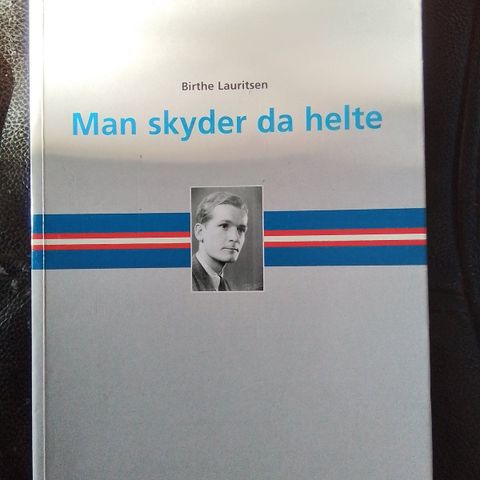 Birthe Lauritsen
Man skyder da helte